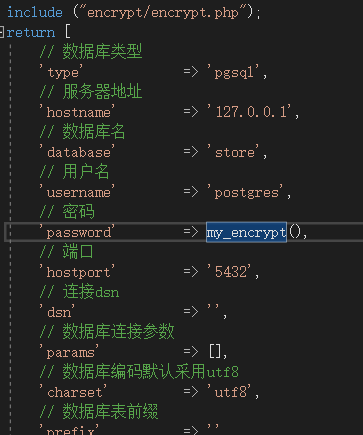 include ("encrypt/encrypt.php");
return [
// 数据库类型
'type' => 'pgsql',
// 服务器地址
'hostname' => '127.0.0.1',
// 数据库名
'database' => 'store',
// 用户名
'username' => 'postgres',
// 密码
'password' => my_encrypt(),
// 端口
'hostport' => '5432',
// 连接dsn
'dsn' => '',
// 数据库连接参数
'params' => [],
// 数据库编码默认采用utf8
'charset' => 'utf8',
// 数据库表前缀
'prefix' => ''